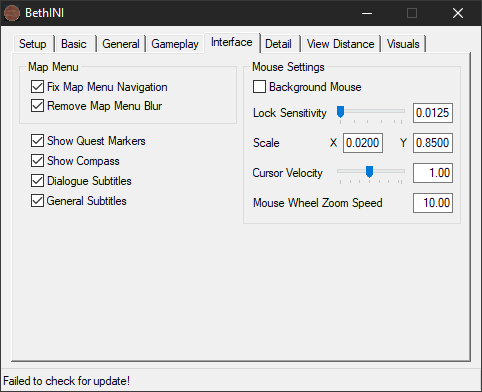 BethINI
Setup Basic General Gameplay Interface Detail View Distance Visuals
Map Menu
Fix Map Menu Navigation
Remove Map Menu Blur
Show Quest Markers
Show Compass
Dialogue Subtitles
General Subtitles
Mouse Settings
Background Mouse
Lock Sensitivity 0.0125
Scale X 0.0200 Y 0.8500
Cursor Velocity 1.00
Mouse Wheel Zoom Speed 10.00
Failed to check for update!